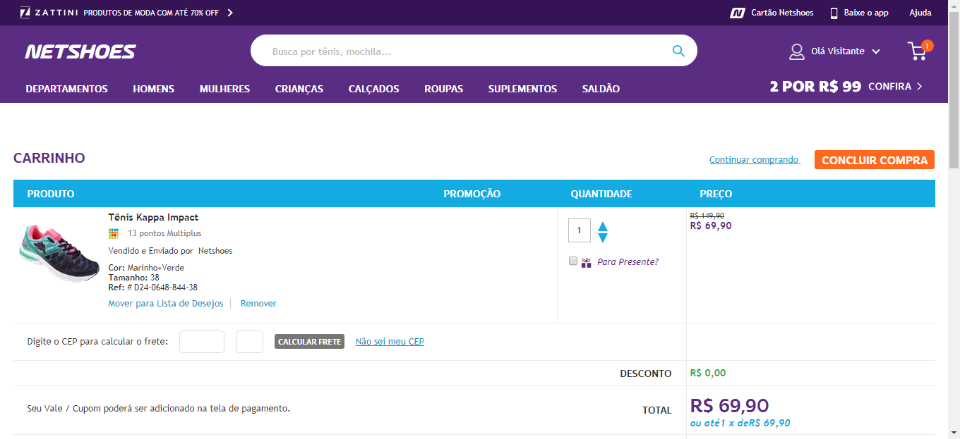 ZATTINI PRODUTOS DE MODA COM ATÉ 70% OFF
Cartão Netshoes
Baixe o app
Ajuda
NETSHOES
Busca por tênis, mochila...
Olá Visitante
1
DEPARTAMENTOS HOMENS MULHERES CRIANÇAS CALÇADOS ROUPAS SUPLEMENTOS SALDÃO
2 POR R$ 99 CONFIRA
CARRINHO
Continuar comprando
CONCLUIR COMPRA
PRODUTO PROMOÇÃO QUANTIDADE PREÇO
Tênis Kappa Impact
13 pontos Multiplus
Vendido e Enviado por Netshoes
Cor: Marinho+Verde
Tamanho: 38
Ref: # D24-0648-844-38
Mover para Lista de Desejos | Remover
1
Para Presente?
R$ 149,90
R$ 69,90
Digite o CEP para calcular o frete:
CALCULAR FRETE
Não sei meu CEP
DESCONTO R$ 0,00
Seu Vale / Cupom poderá ser adicionado na tela de pagamento.
TOTAL R$ 69,90
ou até1 x deR$ 69,90